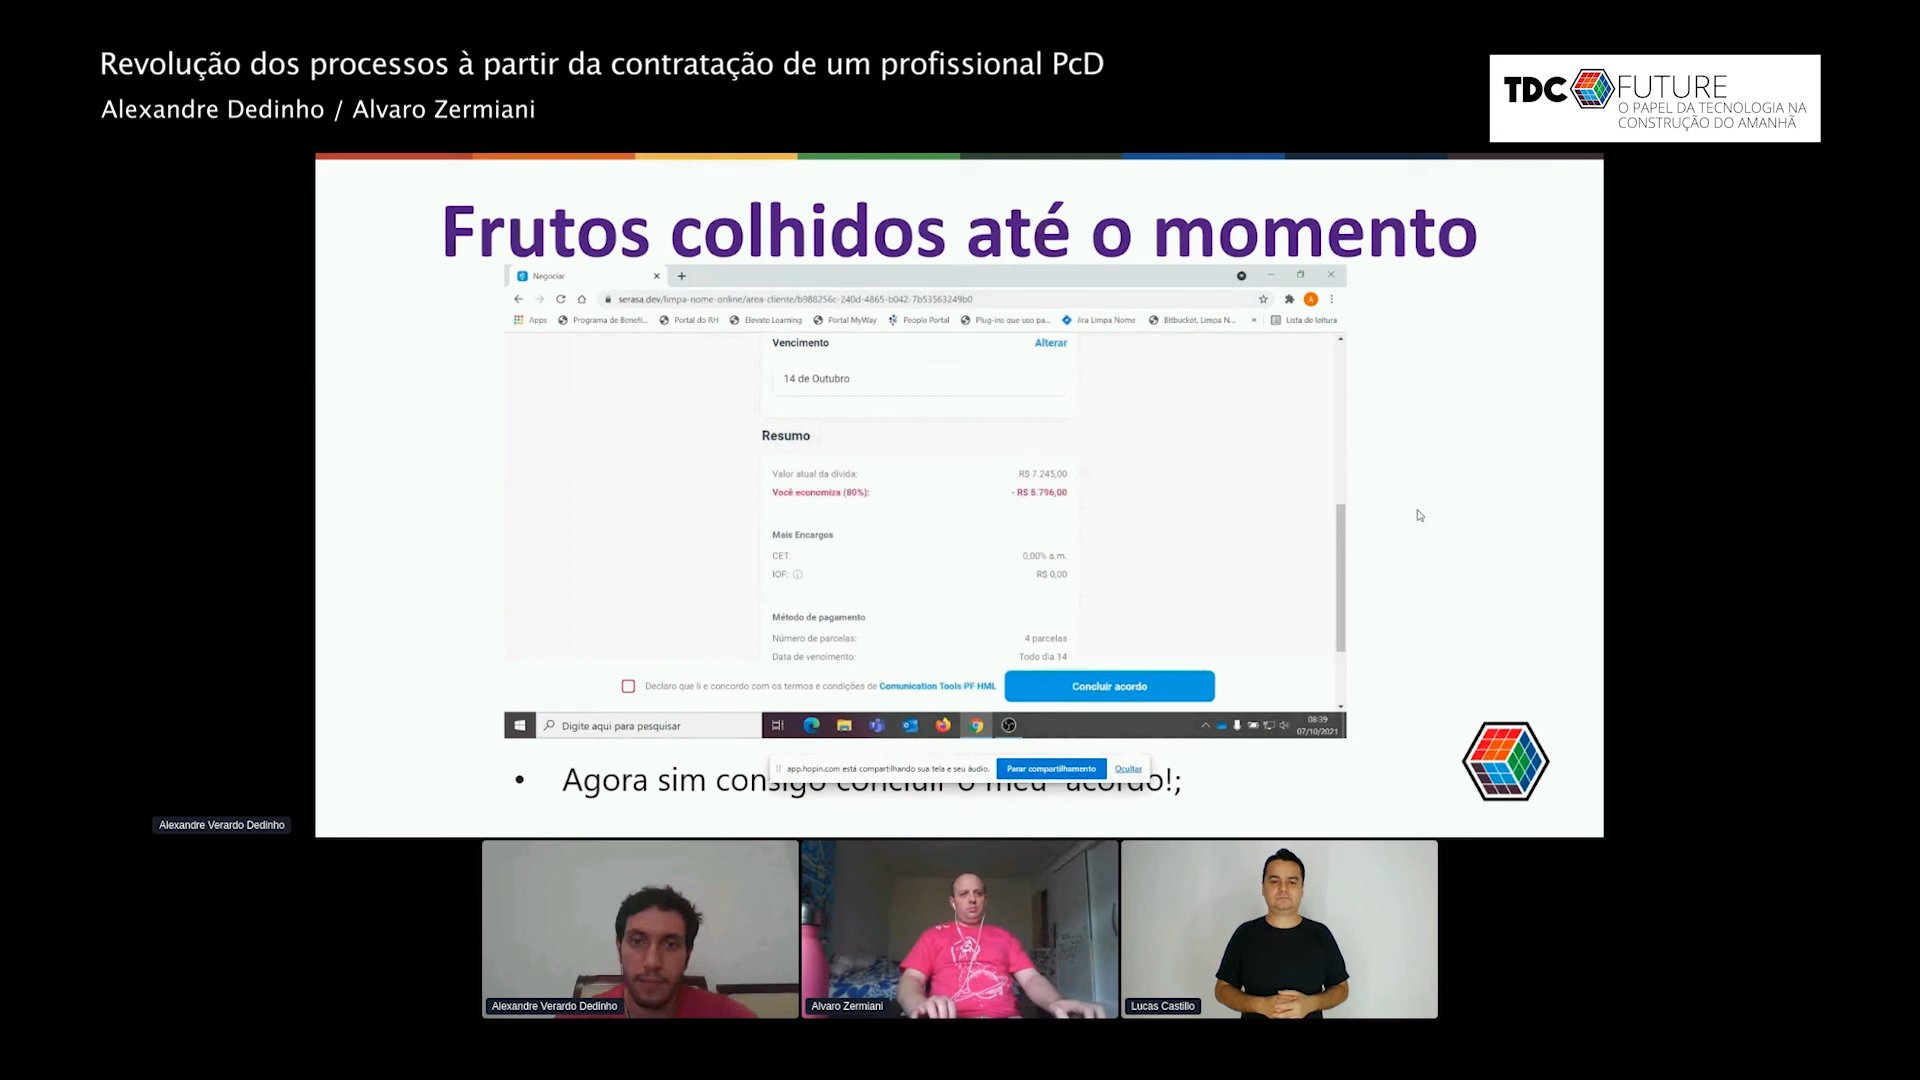 Revolução dos processos à partir da contratação de um profissional PcD
Alexandre Dedinho / Alvaro Zermiani
TDC FUTURE
O PAPEL DA TECNOLOGIA NA
CONSTRUÇÃO DO AMANHÃ
Frutos colhidos até o momento
Negociar
serasa.dev/limpa-nome-online/area-cliente/b988256c-240d-4865-b042-7b53563249b0
Apps Programa de Benefí... Portal do RH Elevate Learning Portal MyWay People Portal Plug-ins que uso pa... Jira Limpa Nome Bitbucket, Limpa N... » Lista de leitura
Vencimento Alterar
14 de Outubro
Resumo
Valor atual da dívida: R$ 7.245,00
Você economiza (80%): - R$ 5.796,00
Mais Encargos
CET: 0,00% a.m.
IOF: R$ 0,00
Método de pagamento
Número de parcelas: 4 parcelas
Data de vencimento: Todo dia 14
Declaro que li e concordo com os termos e condições de Comunication Tools PF HML Concluir acordo
Digite aqui para pesquisar
08:39
07/10/2021
app.hopin.com está compartilhando sua tela e seu áudio. Parar compartilhamento Ocultar
• Agora sim consigo concluir o meu acordo!;
Alexandre Verardo Dedinho
Alexandre Verardo Dedinho
Alvaro Zermiani
Lucas Castillo